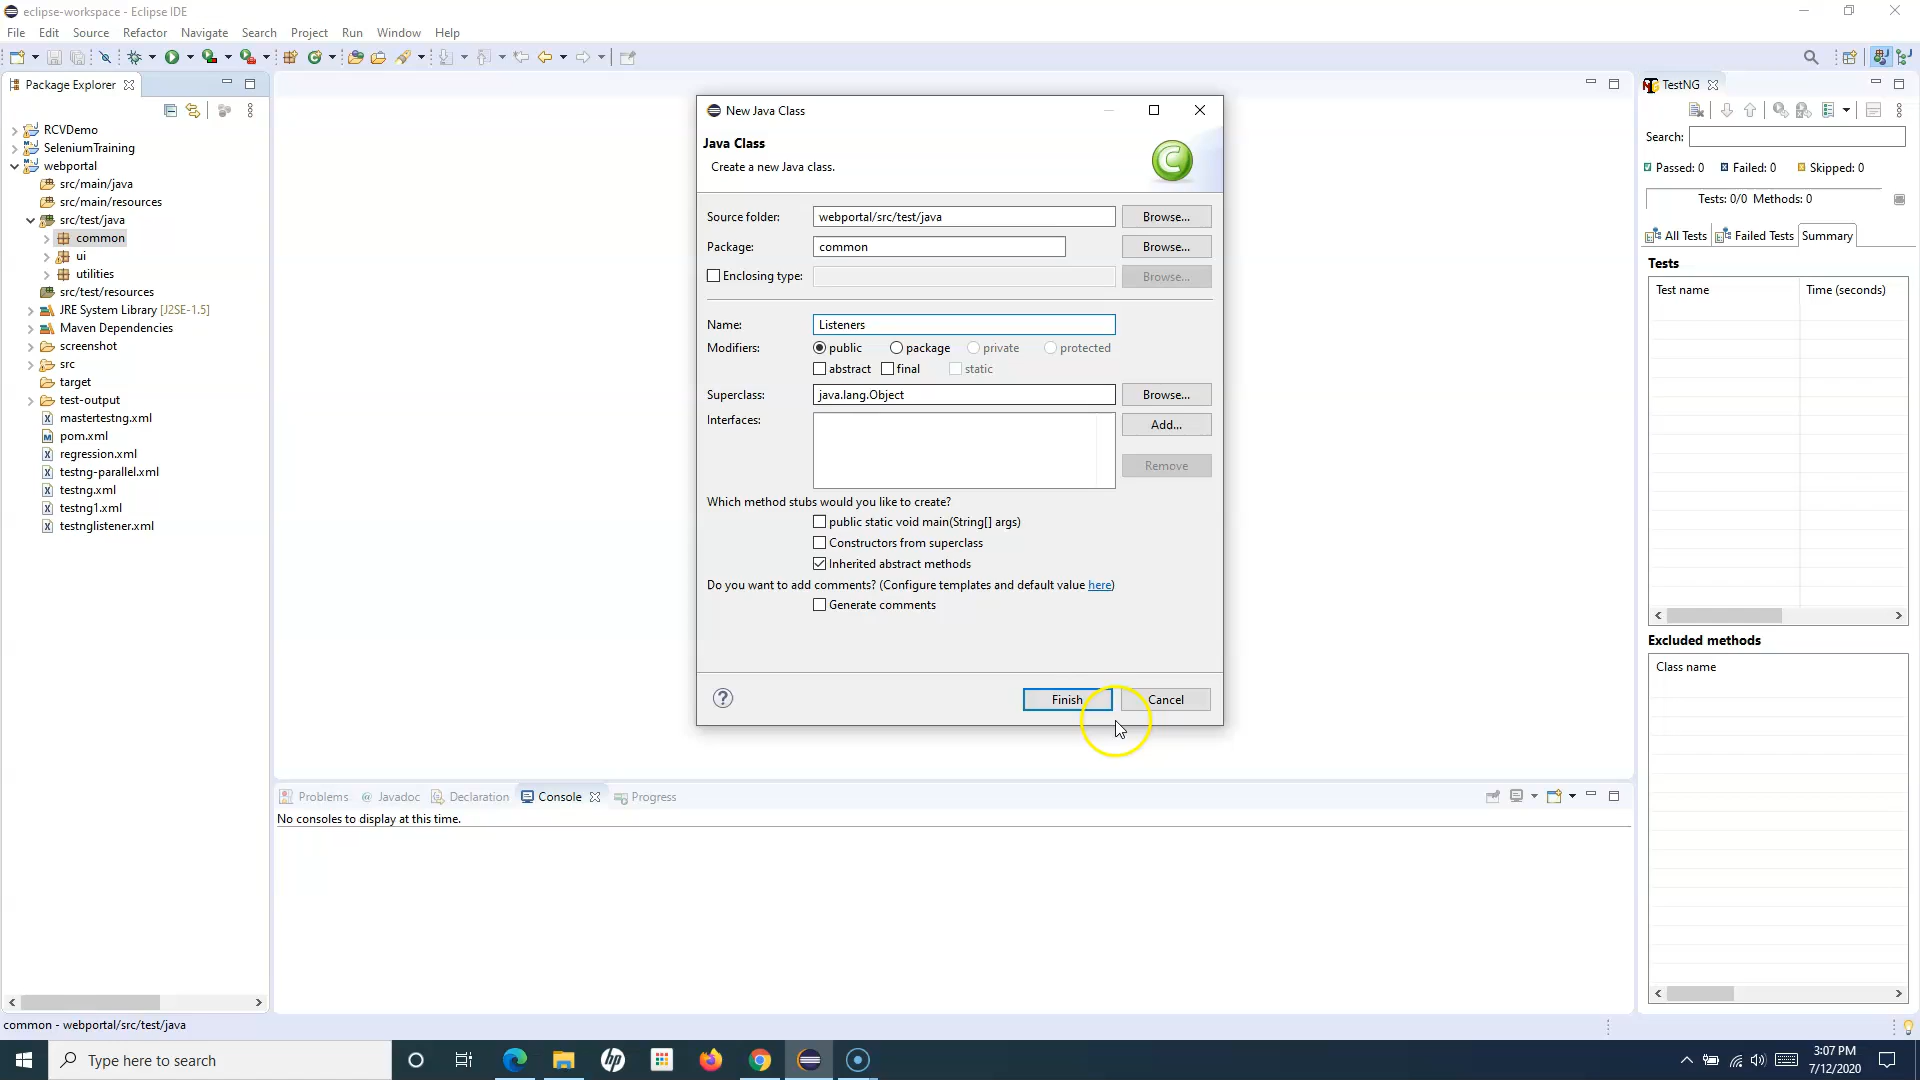 eclipse-workspace - Eclipse IDE
File Edit Source Refactor Navigate Search Project Run Window Help
Package Explorer
RCVDemo
SeleniumTraining
webportal
src/main/java
src/main/resources
src/test/java
common
ui
utilities
src/test/resources
JRE System Library [J2SE-1.5]
Maven Dependencies
screenshot
src
target
test-output
mastertestng.xml
pom.xml
regression.xml
testng-parallel.xml
testng.xml
testng1.xml
testnglistener.xml
New Java Class
Java Class
Create a new Java class.
Source folder: webportal/src/test/java Browse...
Package: common Browse...
Enclosing type: Browse...
Name: Listeners
Modifiers: public package private protected
abstract final static
Superclass: java.lang.Object Browse...
Interfaces: Add...
Remove
Which method stubs would you like to create?
public static void main(String[] args)
Constructors from superclass
Inherited abstract methods
Do you want to add comments? (Configure templates and default value here)
Generate comments
Finish Cancel
Problems Javadoc Declaration Console Progress
No consoles to display at this time.
TestNG
Search:
Passed: 0 Failed: 0 Skipped: 0
Tests: 0/0 Methods: 0
All Tests Failed Tests Summary
Tests
Test name Time (seconds)
Excluded methods
Class name
common - webportal/src/test/java
Type here to search
3:07 PM
7/12/2020